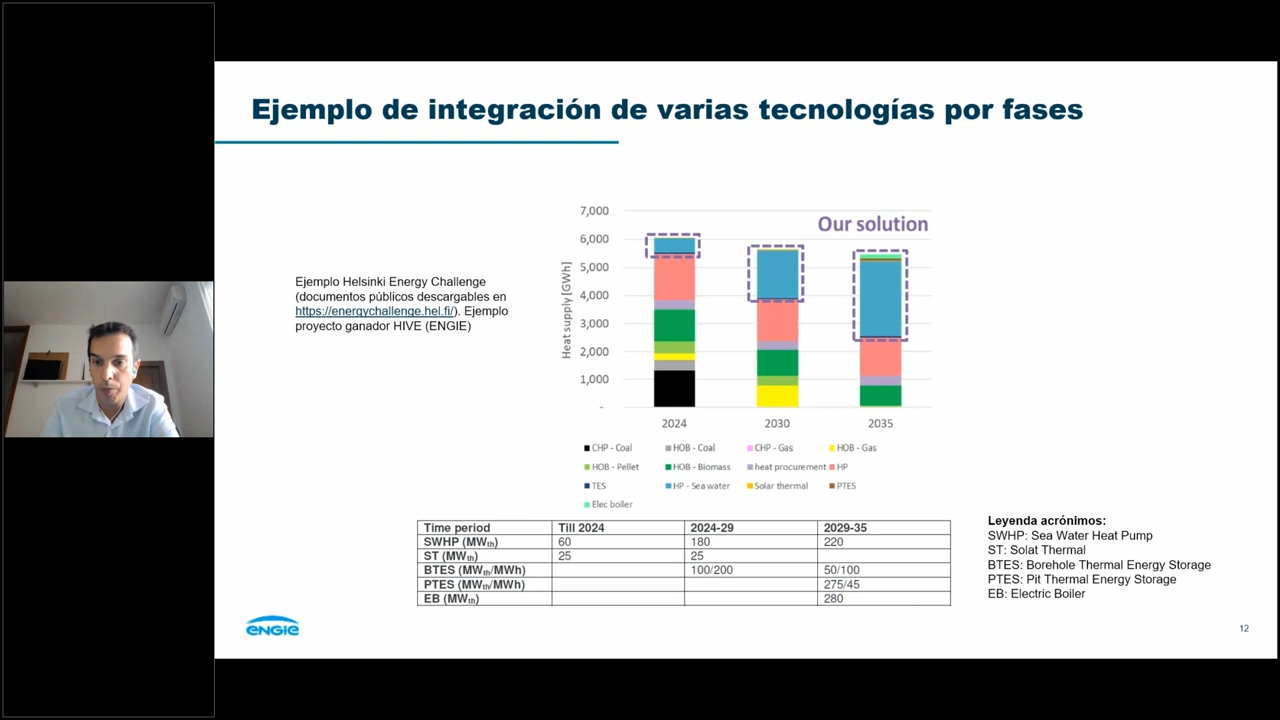 Ejemplo de integración de varias tecnologías por fases
Ejemplo Helsinki Energy Challenge
(documentos públicos descargables en
https://energychallenge.hel.fi/). Ejemplo
proyecto ganador HIVE (ENGIE)
Our solution
Heat supply [GWh]
7,000
6,000
5,000
4,000
3,000
2,000
1,000
-
2024 2030 2035
CHP - Coal HOB - Coal CHP - Gas HOB - Gas
HOB - Pellet HOB - Biomass heat procurement HP
TES HP - Sea water Solar thermal PTES
Elec boiler
Time period Till 2024 2024-29 2029-35
SWHP (MWth) 60 180 220
ST (MWth) 25 25
BTES (MWth/MWh) 100/200 50/100
PTES (MWth/MWh) 275/45
EB (MWth) 280
Leyenda acrónimos:
SWHP: Sea Water Heat Pump
ST: Solat Thermal
BTES: Borehole Thermal Energy Storage
PTES: Pit Thermal Energy Storage
EB: Electric Boiler
ENGIE
12